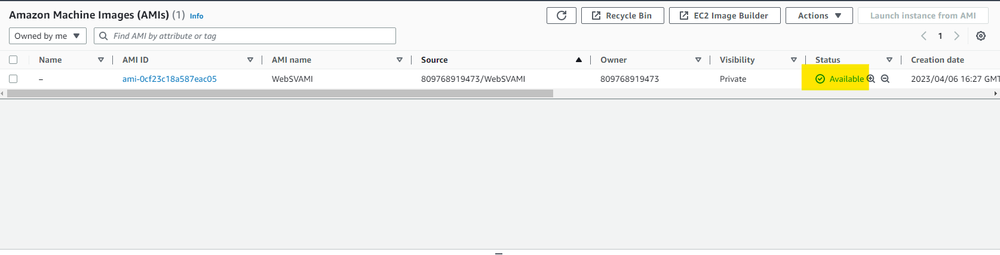 Amazon Machine Images (AMIs) (1) Info Recycle Bin EC2 Image Builder Actions Launch instance from AMI
Owned by me Find AMI by attribute or tag 1
Name AMI ID AMI name Source Owner Visibility Status Creation date
– ami-0cf23c18a587eac05 WebSVAMI 809768919473/WebSVAMI 809768919473 Private Available 2023/04/06 16:27 GMT